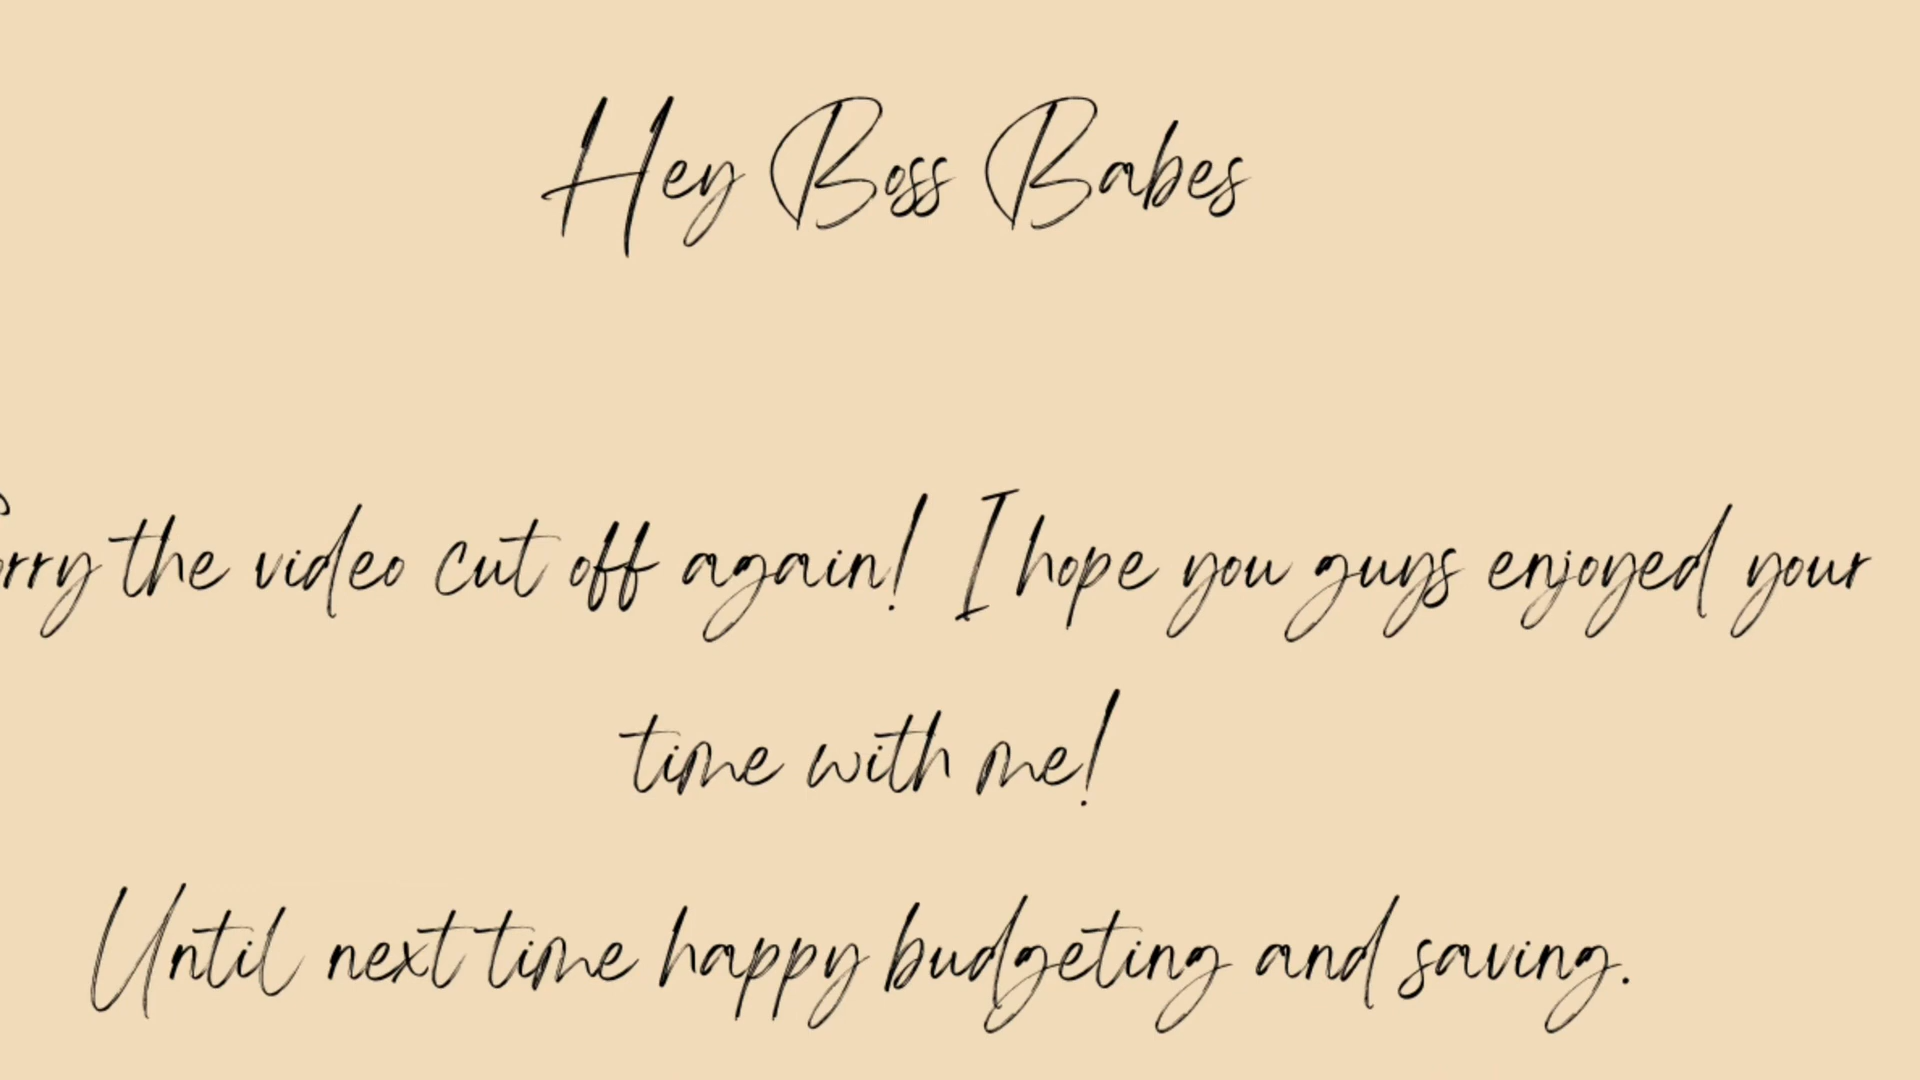 Hey Boss Babes
orry the video cut off again! I hope you guys enjoyed your
time with me!
Until next time happy budgeting and saving.